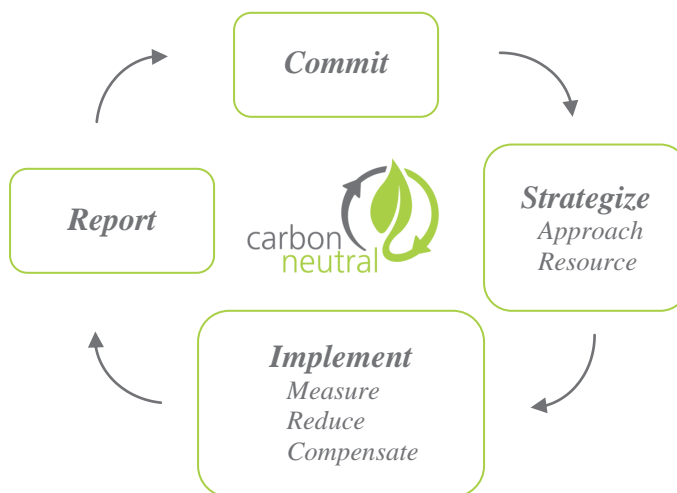 Commit
Strategize
Approach
Resource
Report
carbon
neutral
Implement
Measure
Reduce
Compensate